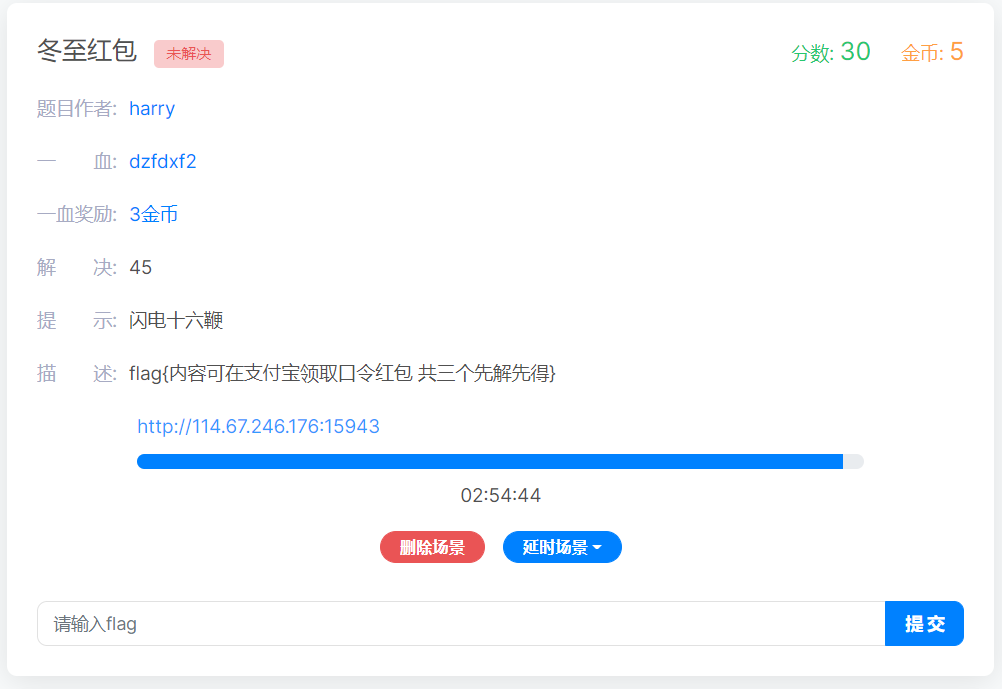 冬至红包 未解决 分数: 30 金币: 5
题目作者: harry
一 血: dzfdxf2
一血奖励: 3金币
解 决: 45
提 示: 闪电十六鞭
描 述: flag{内容可在支付宝领取口令红包 共三个先解先得}
http://114.67.246.176:15943
02:54:44
删除场景 延时场景
请输入flag 提交